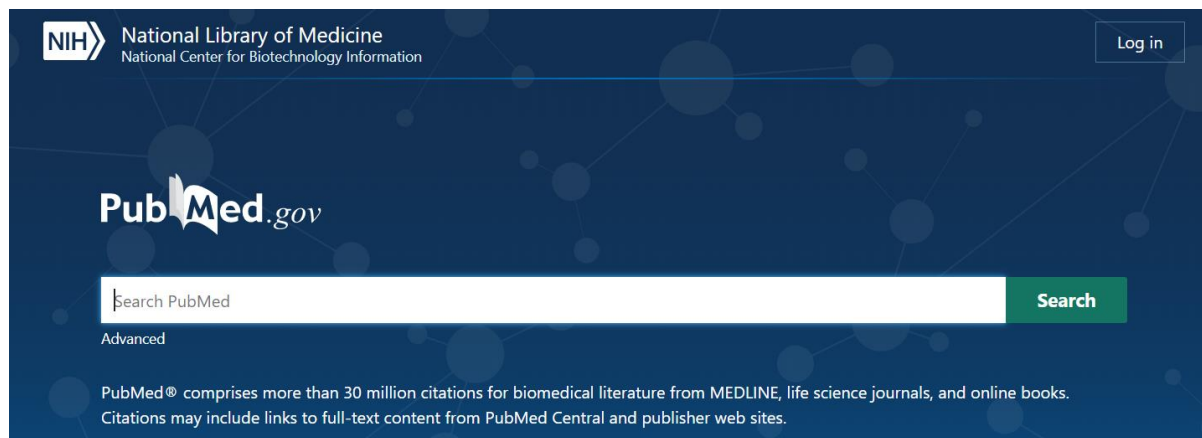 NIH
National Library of Medicine
National Center for Biotechnology Information
Log in
PubMed.gov
Search PubMed
Search
Advanced
PubMed® comprises more than 30 million citations for biomedical literature from MEDLINE, life science journals, and online books.
Citations may include links to full-text content from PubMed Central and publisher web sites.